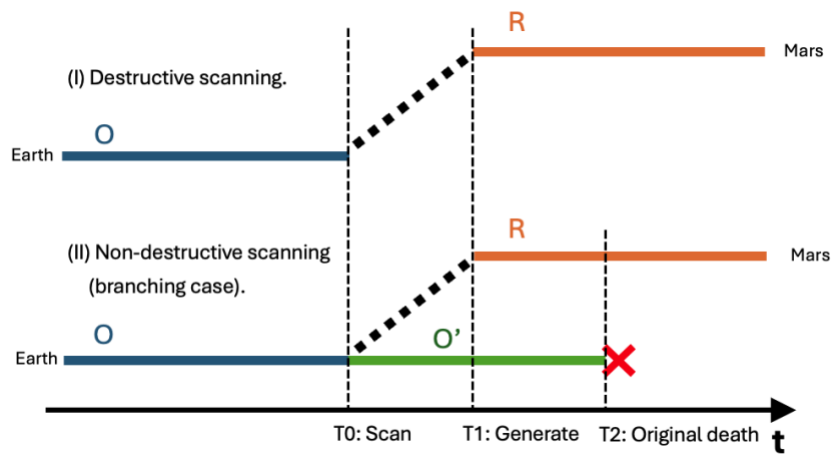 R
Mars
(I) Destructive scanning.
O
Earth
R
(II) Non-destructive scanning
(branching case).
Mars
O
O’
Earth
T0: Scan
T1: Generate
T2: Original death
t